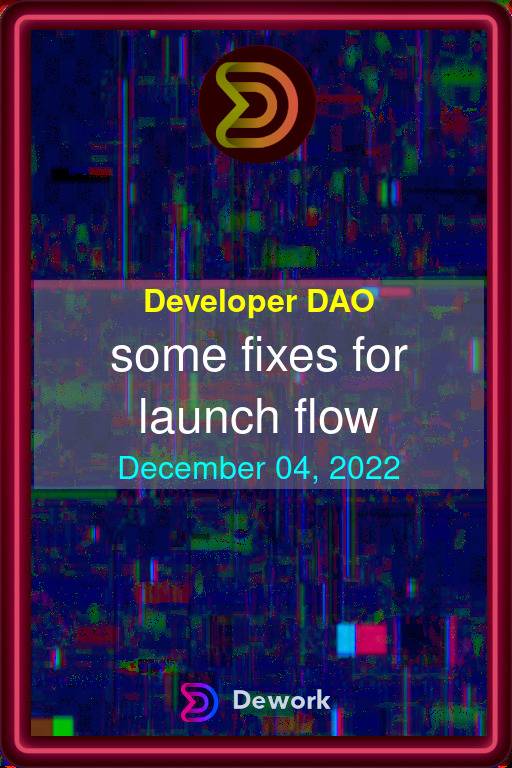 Developer DAO
some fixes for
launch flow
December 04, 2022
Dework